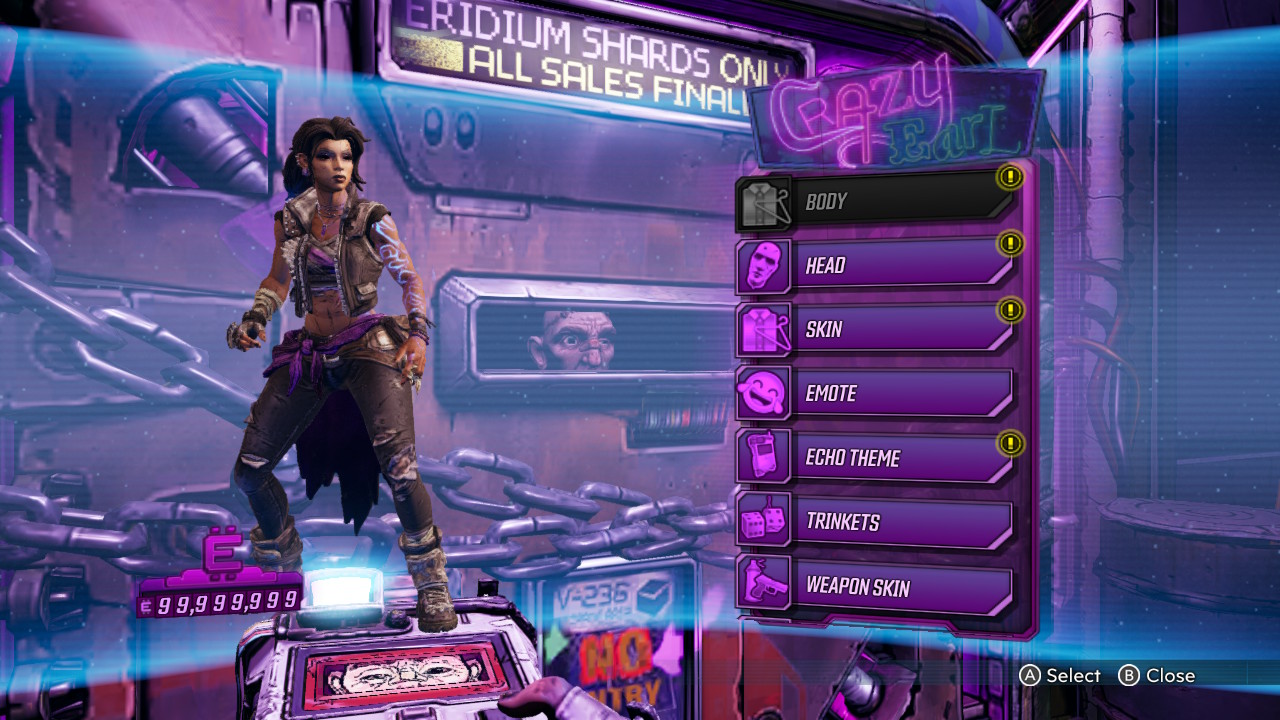 ERIDIUM SHARDS ONLY
ALL SALES FINAL!
CRAZY
EARL
BODY
HEAD
SKIN
EMOTE
ECHO THEME
TRINKETS
WEAPON SKIN
E
99,999,999
V-236
NO
ENTRY
A Select B Close